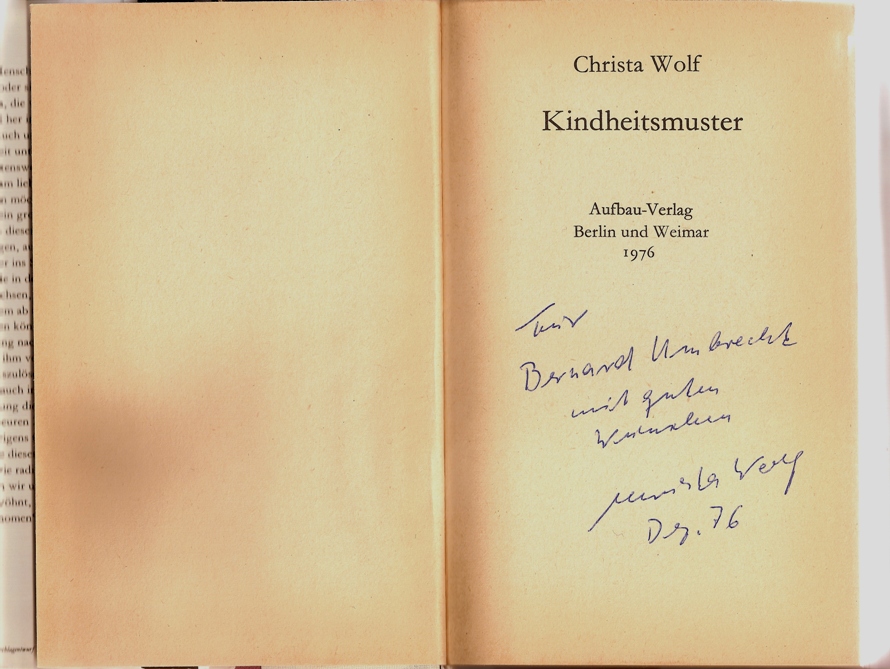 Christa Wolf
Kindheitsmuster
Aufbau-Verlag
Berlin und Weimar
1976
Für
Bernard Umbrecht
mit guten
Wünschen
Christa Wolf
Dez. 76